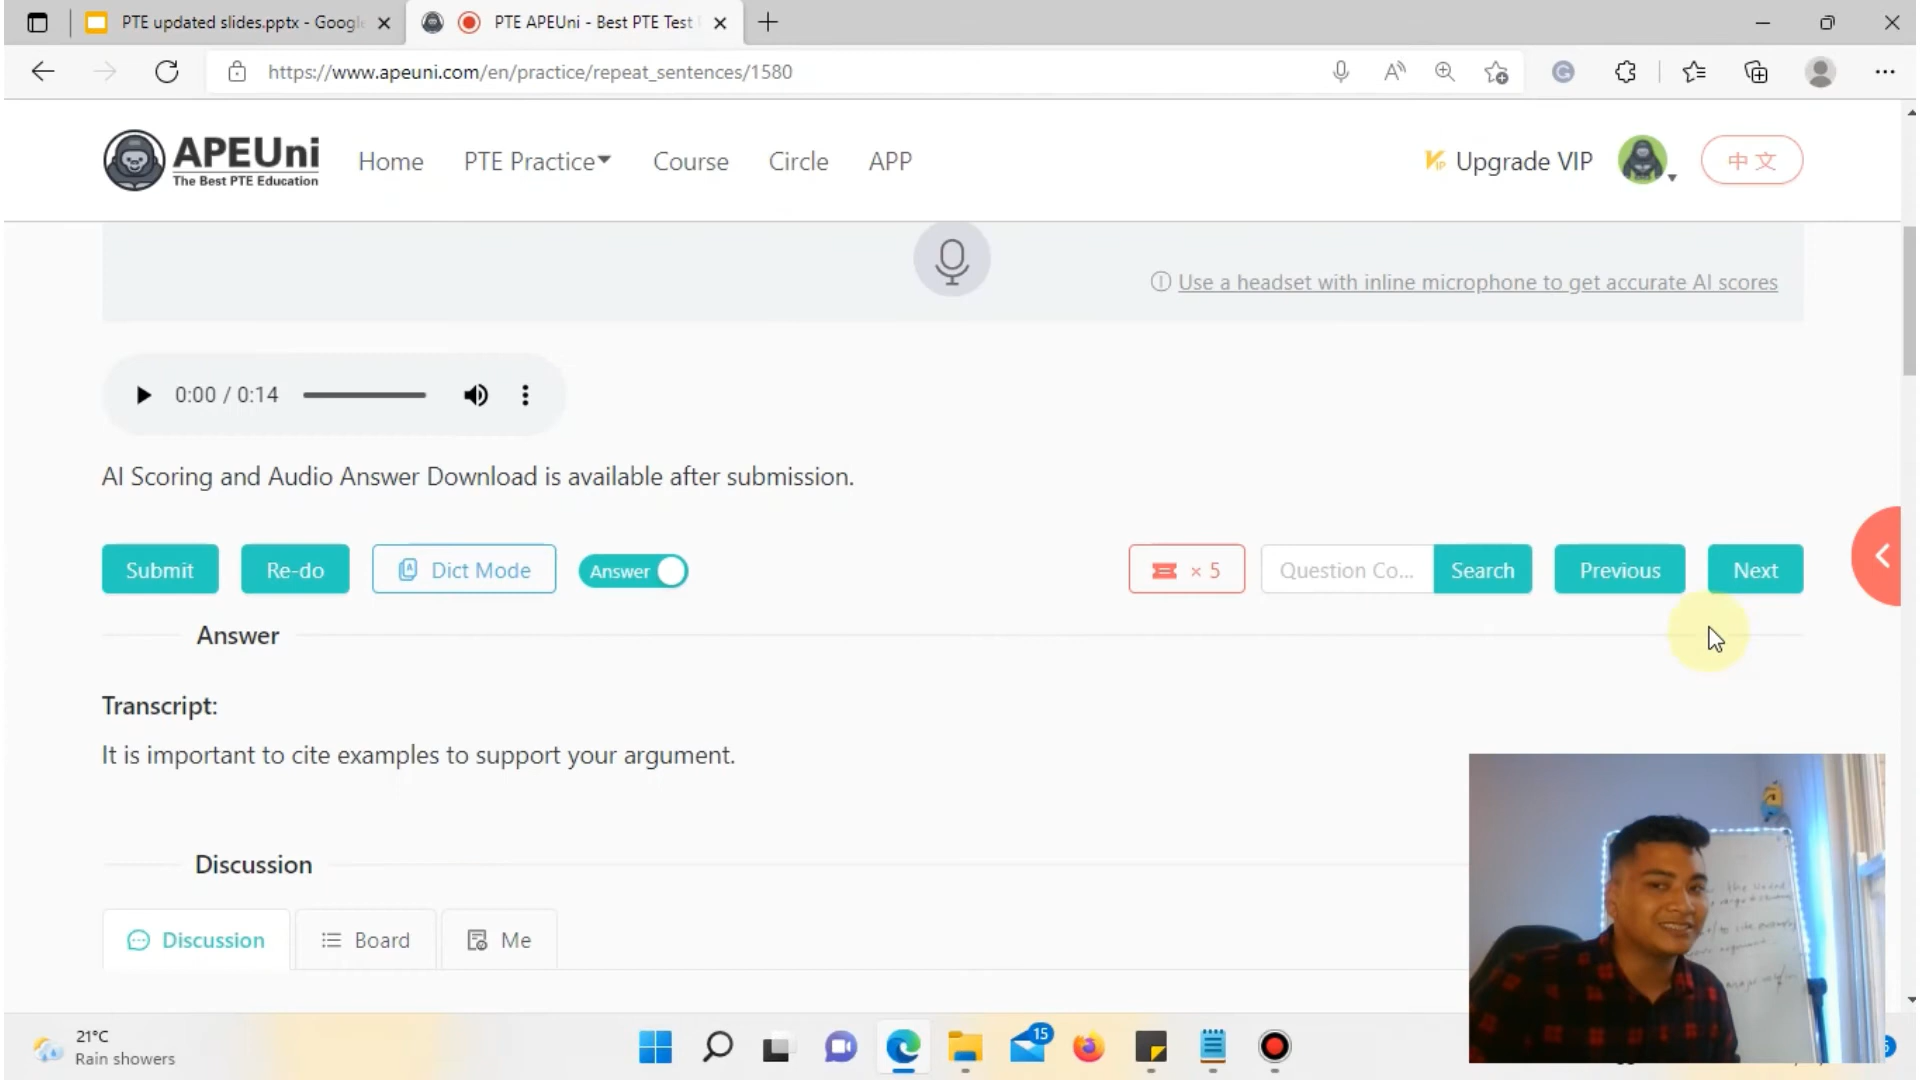 PTE updated slides.pptx - Google
PTE APEUni - Best PTE Test
https://www.apeuni.com/en/practice/repeat_sentences/1580
APEUni
The Best PTE Education
Home
PTE Practice
Course
Circle
APP
VIP
Upgrade VIP
中文
Use a headset with inline microphone to get accurate AI scores
0:00 / 0:14
AI Scoring and Audio Answer Download is available after submission.
Submit
Re-do
Dict Mode
Answer
× 5
Question Co...
Search
Previous
Next
Answer
Transcript:
It is important to cite examples to support your argument.
Discussion
Discussion
Board
Me
21°C
Rain showers
15